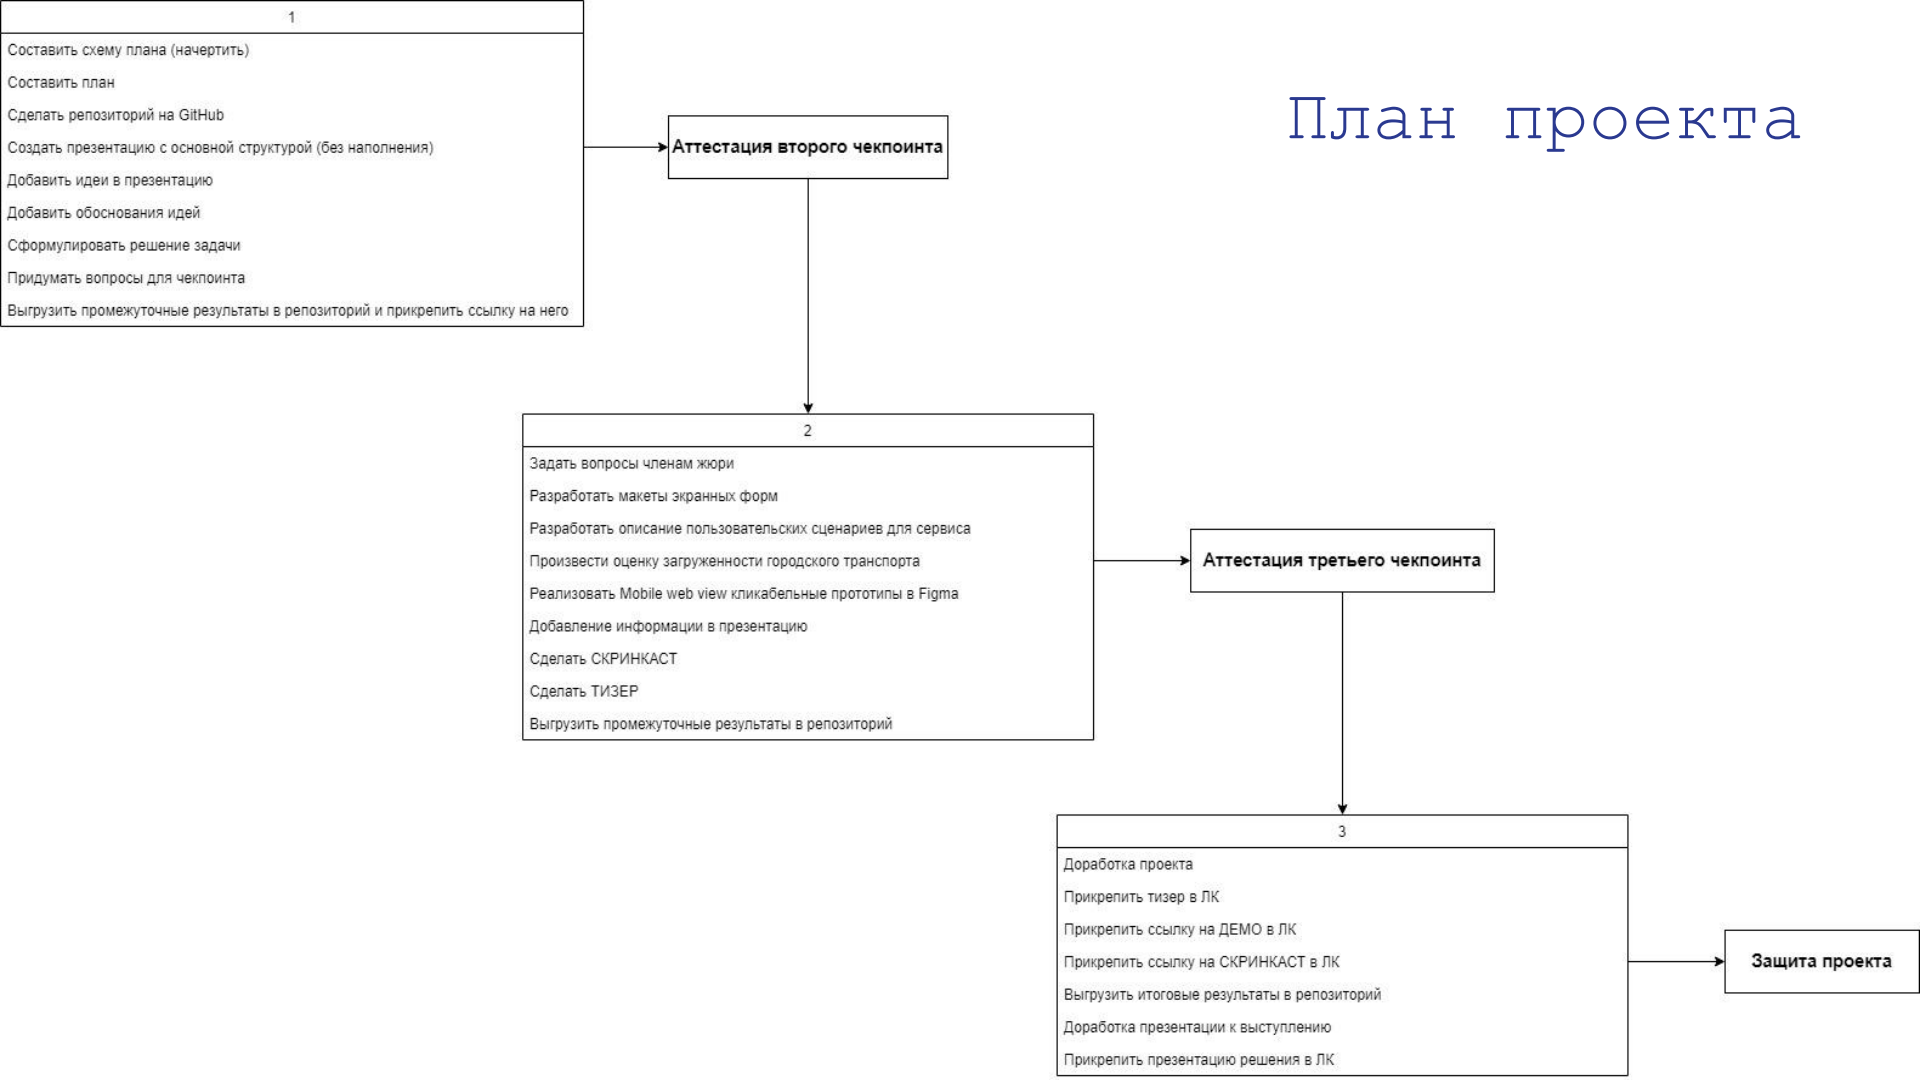 План проекта
1
Составить схему плана (начертить)
Составить план
Сделать репозиторий на GitHub
Создать презентацию с основной структурой (без наполнения)
Добавить идеи в презентацию
Добавить обоснования идей
Сформулировать решение задачи
Придумать вопросы для чекпоинта
Выгрузить промежуточные результаты в репозиторий и прикрепить ссылку на него
Аттестация второго чекпоинта
2
Задать вопросы членам жюри
Разработать макеты экранных форм
Разработать описание пользовательских сценариев для сервиса
Произвести оценку загруженности городского транспорта
Реализовать Mobile web view кликабельные прототипы в Figma
Добавление информации в презентацию
Сделать СКРИНКАСТ
Сделать ТИЗЕР
Выгрузить промежуточные результаты в репозиторий
Аттестация третьего чекпоинта
3
Доработка проекта
Прикрепить тизер в ЛК
Прикрепить ссылку на ДЕМО в ЛК
Прикрепить ссылку на СКРИНКАСТ в ЛК
Выгрузить итоговые результаты в репозиторий
Доработка презентации к выступлению
Прикрепить презентацию решения в ЛК
Защита проекта